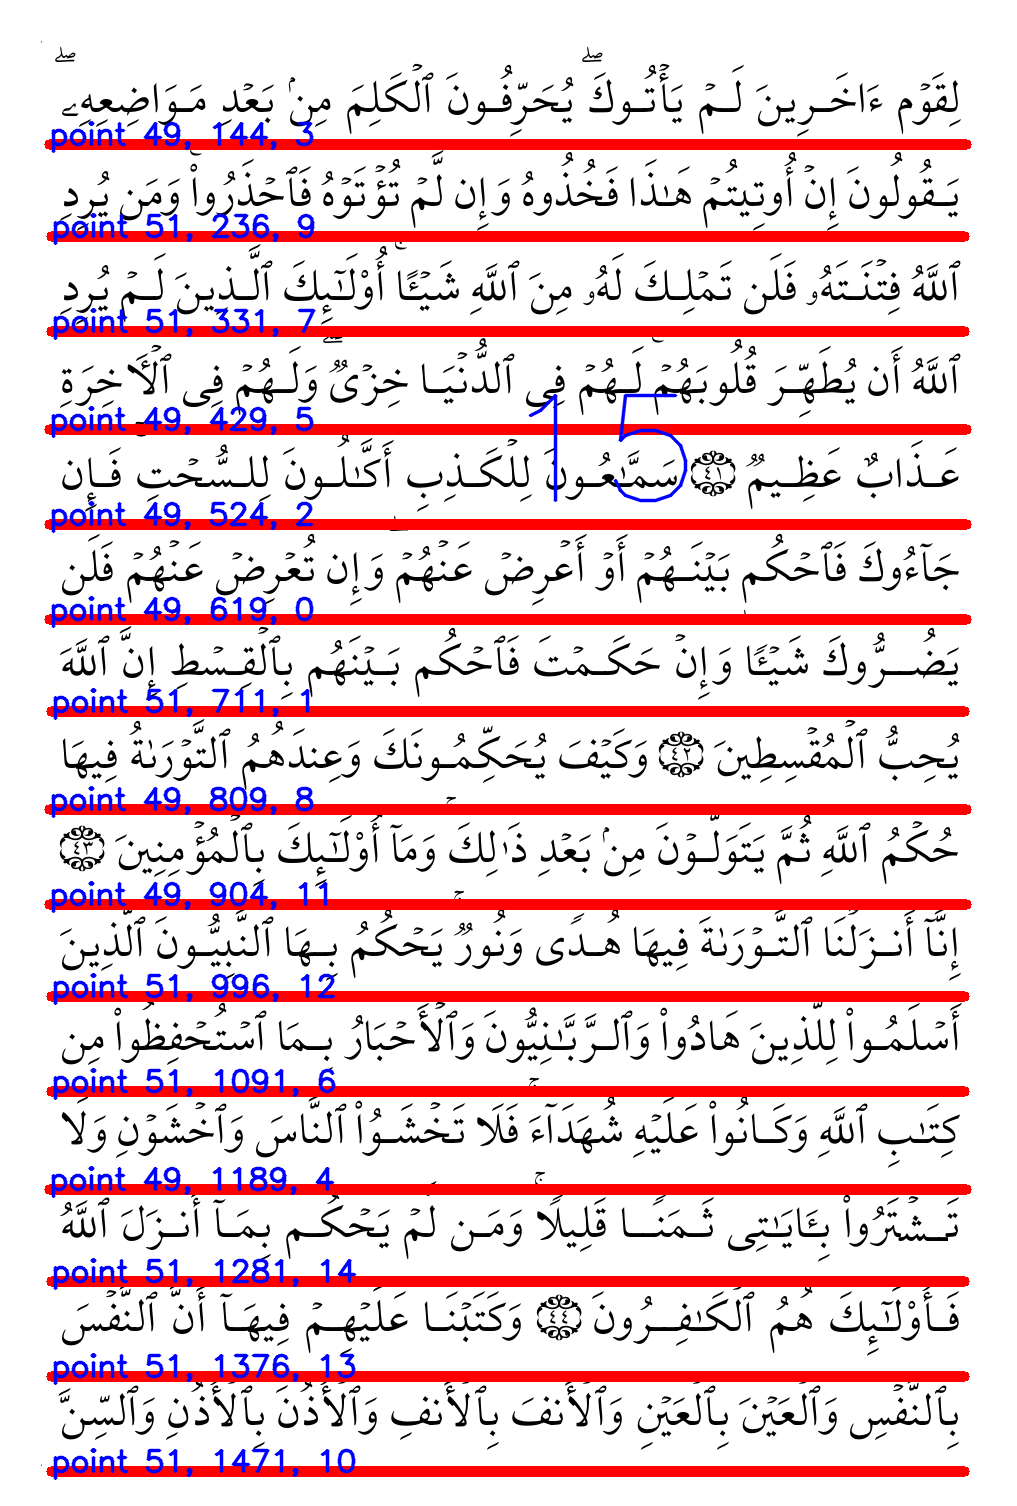 لِقَوۡمٍ ءَاخَرِينَ لَمۡ يَأۡتُوكَۖ يُحَرِّفُونَ ٱلۡكَلِمَ مِنۢ بَعۡدِ مَوَاضِعِهِۦۖ
point 49, 144, 3
يَقُولُونَ إِنۡ أُوتِيتُمۡ هَٰذَا فَخُذُوهُ وَإِن لَّمۡ تُؤۡتَوۡهُ فَٱحۡذَرُواْۚ وَمَن يُرِدِ
point 51, 236, 9
ٱللَّهُ فِتۡنَتَهُۥ فَلَن تَمۡلِكَ لَهُۥ مِنَ ٱللَّهِ شَيۡـًٔاۚ أُوْلَٰٓئِكَ ٱلَّذِينَ لَمۡ يُرِدِ
point 51, 331, 7
ٱللَّهُ أَن يُطَهِّرَ قُلُوبَهُمۡۚ لَهُمۡ فِي ٱلدُّنۡيَا خِزۡيٞۖ وَلَهُمۡ فِي ٱلۡأٓخِرَةِ
point 49, 429, 5
15
عَذَابٌ عَظِيمٞ ٤١ سَمَّٰعُونَ لِلۡكَذِبِ أَكَّٰلُونَ لِلسُّحۡتِۚ فَإِن
point 49, 524, 2
جَآءُوكَ فَٱحۡكُم بَيۡنَهُمۡ أَوۡ أَعۡرِضۡ عَنۡهُمۡۖ وَإِن تُعۡرِضۡ عَنۡهُمۡ فَلَن
point 49, 619, 0
يَضُرُّوكَ شَيۡـٔٗاۖ وَإِنۡ حَكَمۡتَ فَٱحۡكُم بَيۡنَهُم بِٱلۡقِسۡطِۚ إِنَّ ٱللَّهَ
point 51, 711, 1
يُحِبُّ ٱلۡمُقۡسِطِينَ ٤٢ وَكَيۡفَ يُحَكِّمُونَكَ وَعِندَهُمُ ٱلتَّوۡرَىٰةُ فِيهَا
point 49, 809, 8
حُكۡمُ ٱللَّهِ ثُمَّ يَتَوَلَّوۡنَ مِنۢ بَعۡدِ ذَٰلِكَۚ وَمَآ أُوْلَٰٓئِكَ بِٱلۡمُؤۡمِنِينَ ٤٣
point 49, 904, 11
إِنَّآ أَنزَلۡنَا ٱلتَّوۡرَىٰةَ فِيهَا هُدٗى وَنُورٞۚ يَحۡكُمُ بِهَا ٱلنَّبِيُّونَ ٱلَّذِينَ
point 51, 996, 12
أَسۡلَمُواْ لِلَّذِينَ هَادُواْ وَٱلرَّبَّٰنِيُّونَ وَٱلۡأَحۡبَارُ بِمَا ٱسۡتُحۡفِظُواْ مِن
point 51, 1091, 6
كِتَٰبِ ٱللَّهِ وَكَانُواْ عَلَيۡهِ شُهَدَآءَۚ فَلَا تَخۡشَوُاْ ٱلنَّاسَ وَٱخۡشَوۡنِ وَلَا
point 49, 1189, 4
تَشۡتَرُواْ بِـَٔايَٰتِي ثَمَنٗا قَلِيلٗاۚ وَمَن لَّمۡ يَحۡكُم بِمَآ أَنزَلَ ٱللَّهُ
point 51, 1281, 14
فَأُوْلَٰٓئِكَ هُمُ ٱلۡكَٰفِرُونَ ٤٤ وَكَتَبۡنَا عَلَيۡهِمۡ فِيهَآ أَنَّ ٱلنَّفۡسَ
point 51, 1376, 13
بِٱلنَّفۡسِ وَٱلۡعَيۡنَ بِٱلۡعَيۡنِ وَٱلۡأَنفَ بِٱلۡأَنفِ وَٱلۡأُذُنَ بِٱلۡأُذُنِ وَٱلسِّنَّ
point 51, 1471, 10